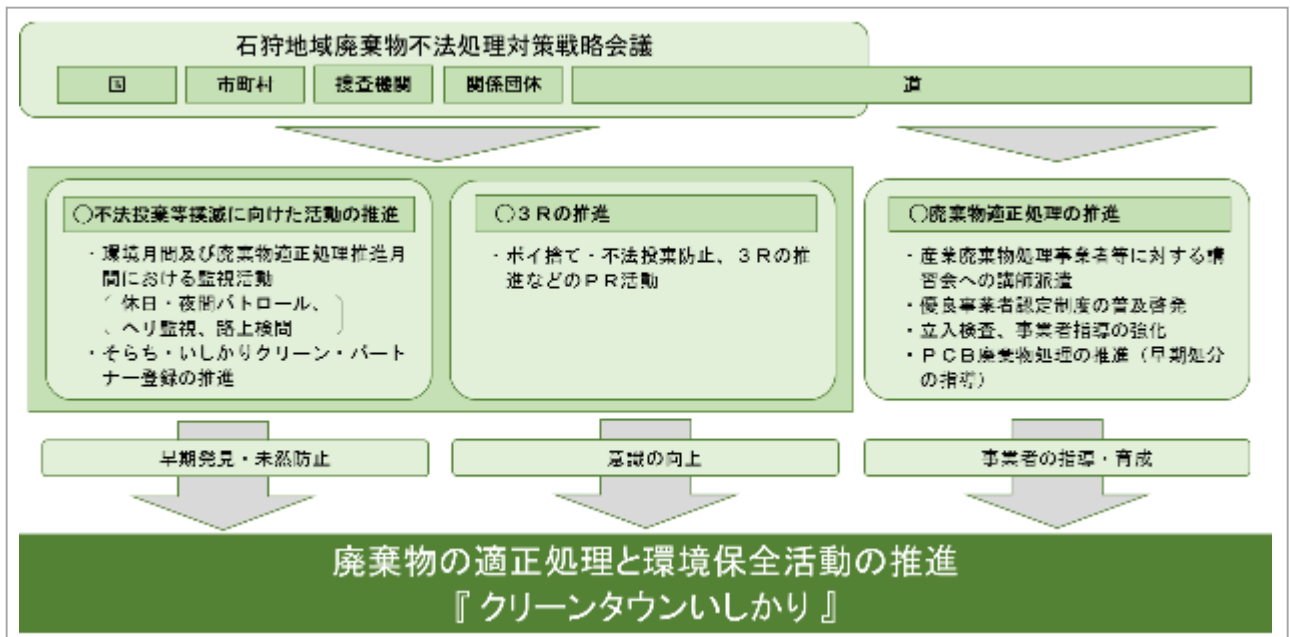 石狩地域廃棄物不法処理対策戦略会議
国
市町村
捜査機関
関係団体
道
○不法投棄等撲滅に向けた活動の推進
・環境月間及び廃棄物適正処理推進月
間における監視活動
（休日・夜間パトロール、
ヘリ監視、路上検問）
・そらち・いしかりクリーン・パート
ナー登録の推進
○3Rの推進
・ポイ捨て・不法投棄防止、3Rの推
進などのPR活動
○廃棄物適正処理の推進
・産業廃棄物処理事業者等に対する講
習会への講師派遣
・優良事業者認定制度の普及啓発
・立入検査、事業者指導の強化
・PCB廃棄物処理の推進（早期処分
の指導）
早期発見・未然防止
意識の向上
事業者の指導・育成
廃棄物の適正処理と環境保全活動の推進
『クリーンタウンいしかり』